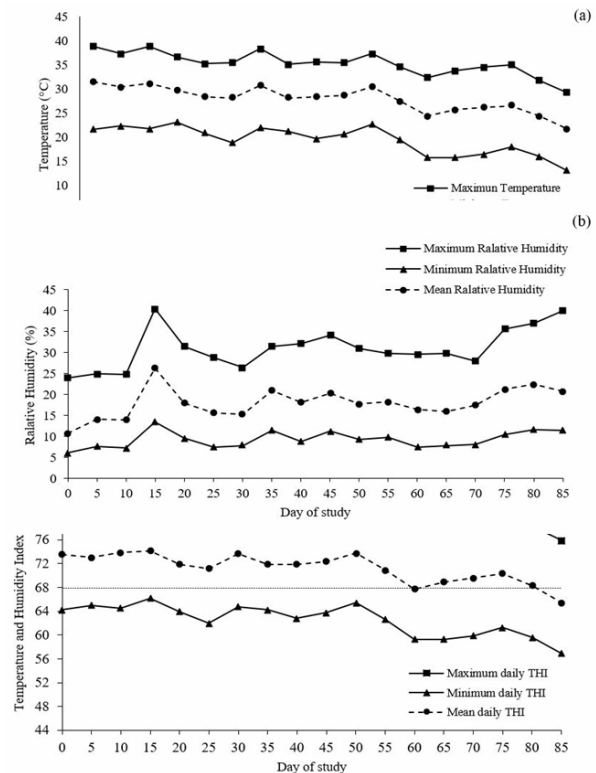 (a)
45
40
35
30
25
20
15
10
Temperature (°C)
Maximun Temperature
(b)
Maximum Ralative Humidity
Minimum Ralative Humidity
Mean Ralative Humidity
45
40
35
30
25
20
15
10
5
0
Ralative Humidity (%)
0 5 10 15 20 25 30 35 40 45 50 55 60 65 70 75 80 85
Day of study
76
72
68
64
60
56
52
48
44
Temperature and Humidity Index
Maximum daily THI
Minimum daily THI
Mean daily THI
0 5 10 15 20 25 30 35 40 45 50 55 60 65 70 75 80 85
Day of study